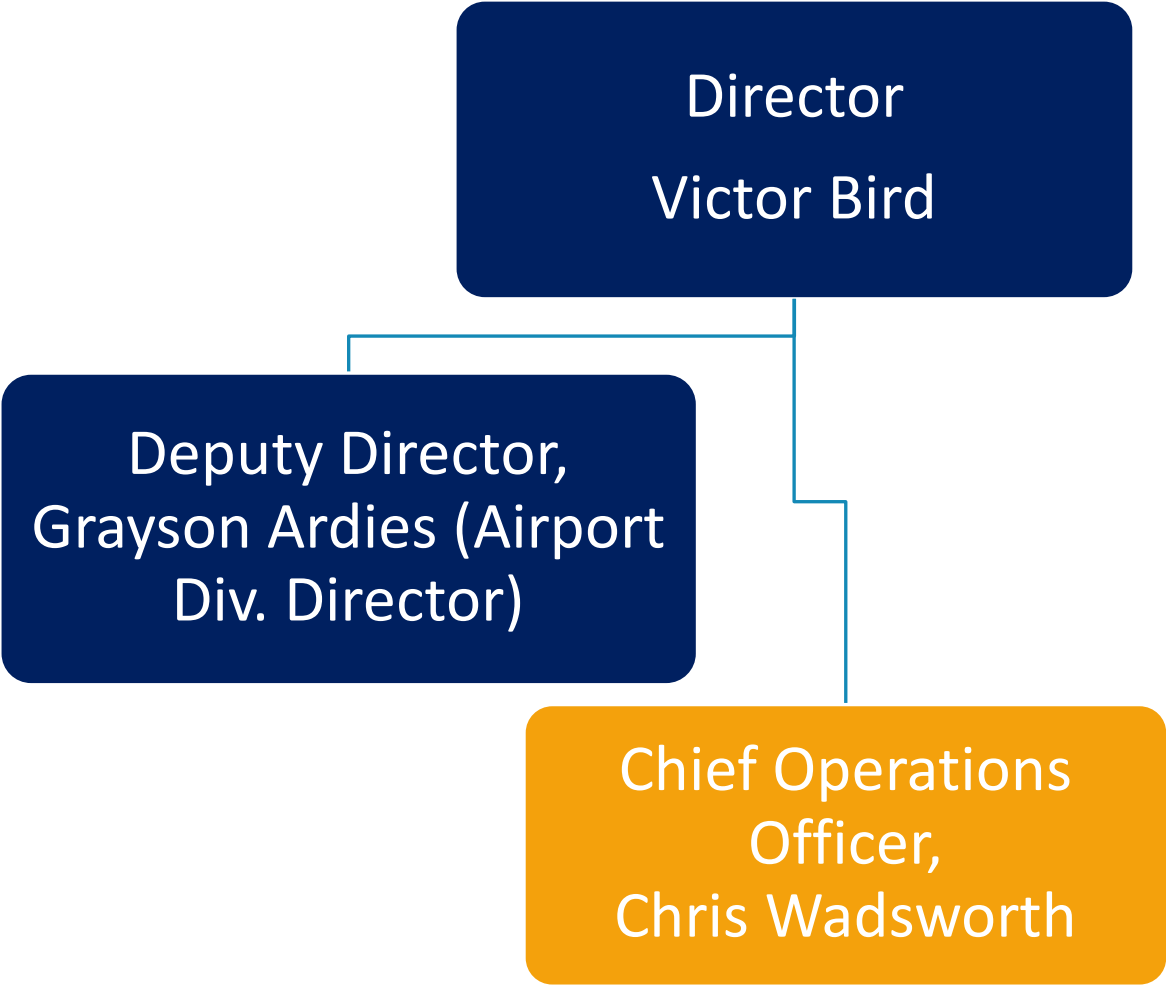 Director
Victor Bird
Deputy Director,
Grayson Ardies (Airport
Div. Director)
Chief Operations
Officer,
Chris Wadsworth